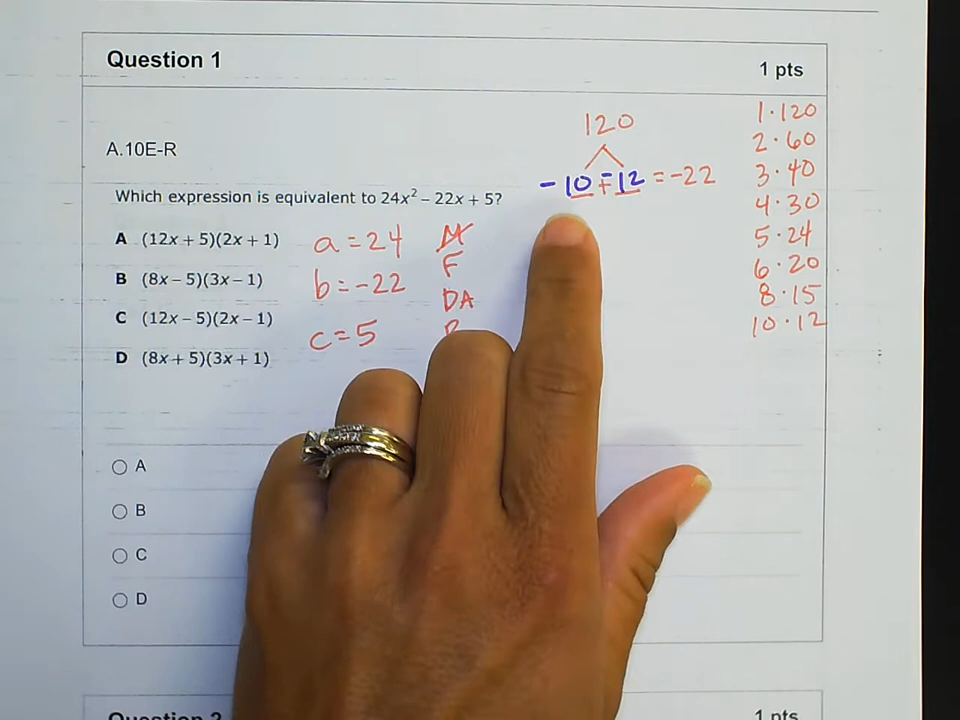 Question 1
1 pts
A.10E-R
Which expression is equivalent to 24x² – 22x + 5?
A (12x + 5)(2x + 1)
B (8x – 5)(3x – 1)
C (12x – 5)(2x – 1)
D (8x + 5)(3x + 1)
a = 24
b = -22
c = 5
M
F
DA
120
-10 + -12 = -22
1·120
2·60
3·40
4·30
5·24
6·20
8·15
10·12
A
B
C
D
Question 2
1 pts